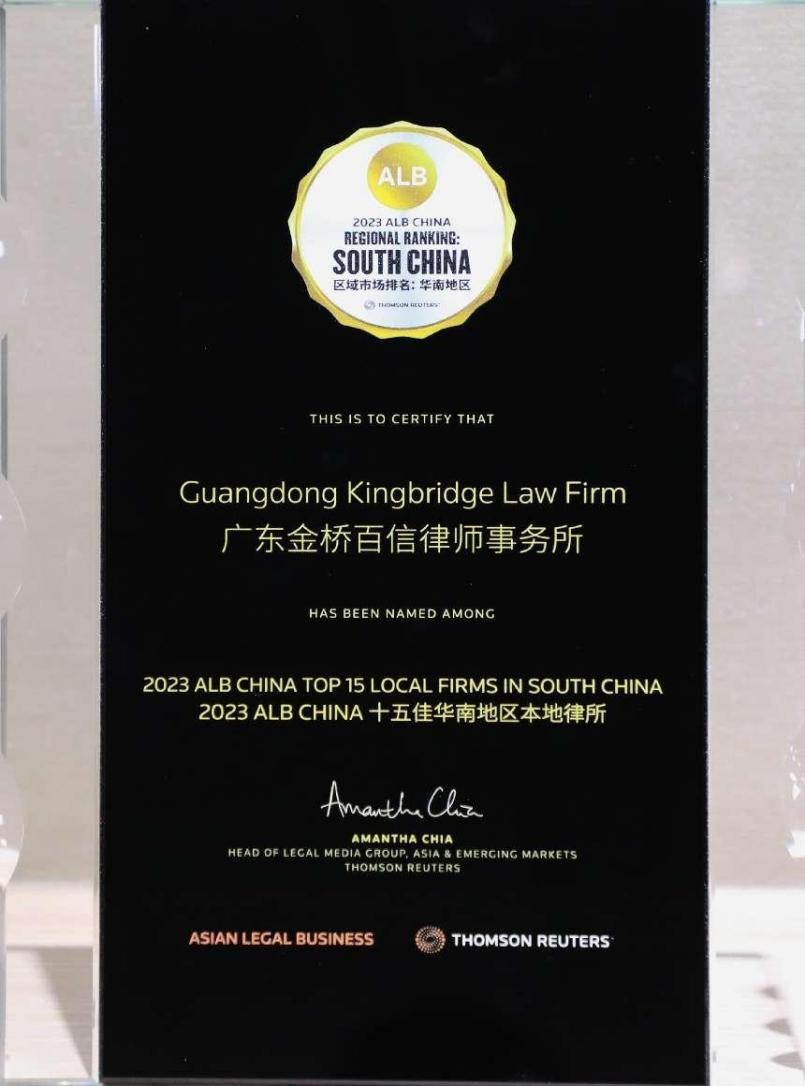 ALB
2023 ALB CHINA
REGIONAL RANKING:
SOUTH CHINA
区域市场排名：华南地区
THOMSON REUTERS
THIS IS TO CERTIFY THAT
Guangdong Kingbridge Law Firm
广东金桥百信律师事务所
HAS BEEN NAMED AMONG
2023 ALB CHINA TOP 15 LOCAL FIRMS IN SOUTH CHINA
2023 ALB CHINA 十五佳华南地区本地律所
Amantha Chia
AMANTHA CHIA
HEAD OF LEGAL MEDIA GROUP, ASIA & EMERGING MARKETS
THOMSON REUTERS
ASIAN LEGAL BUSINESS
THOMSON REUTERS